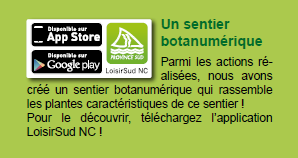 Disponible sur
App Store
Disponible sur
Google play
PROVINCE SUD
LoisirSud NC
Un sentier
botanumérique
Parmi les actions ré-
alisées, nous avons
créé un sentier botanumérique qui rassemble
les plantes caractéristiques de ce sentier !
Pour le découvrir, téléchargez l'application
LoisirSud NC !